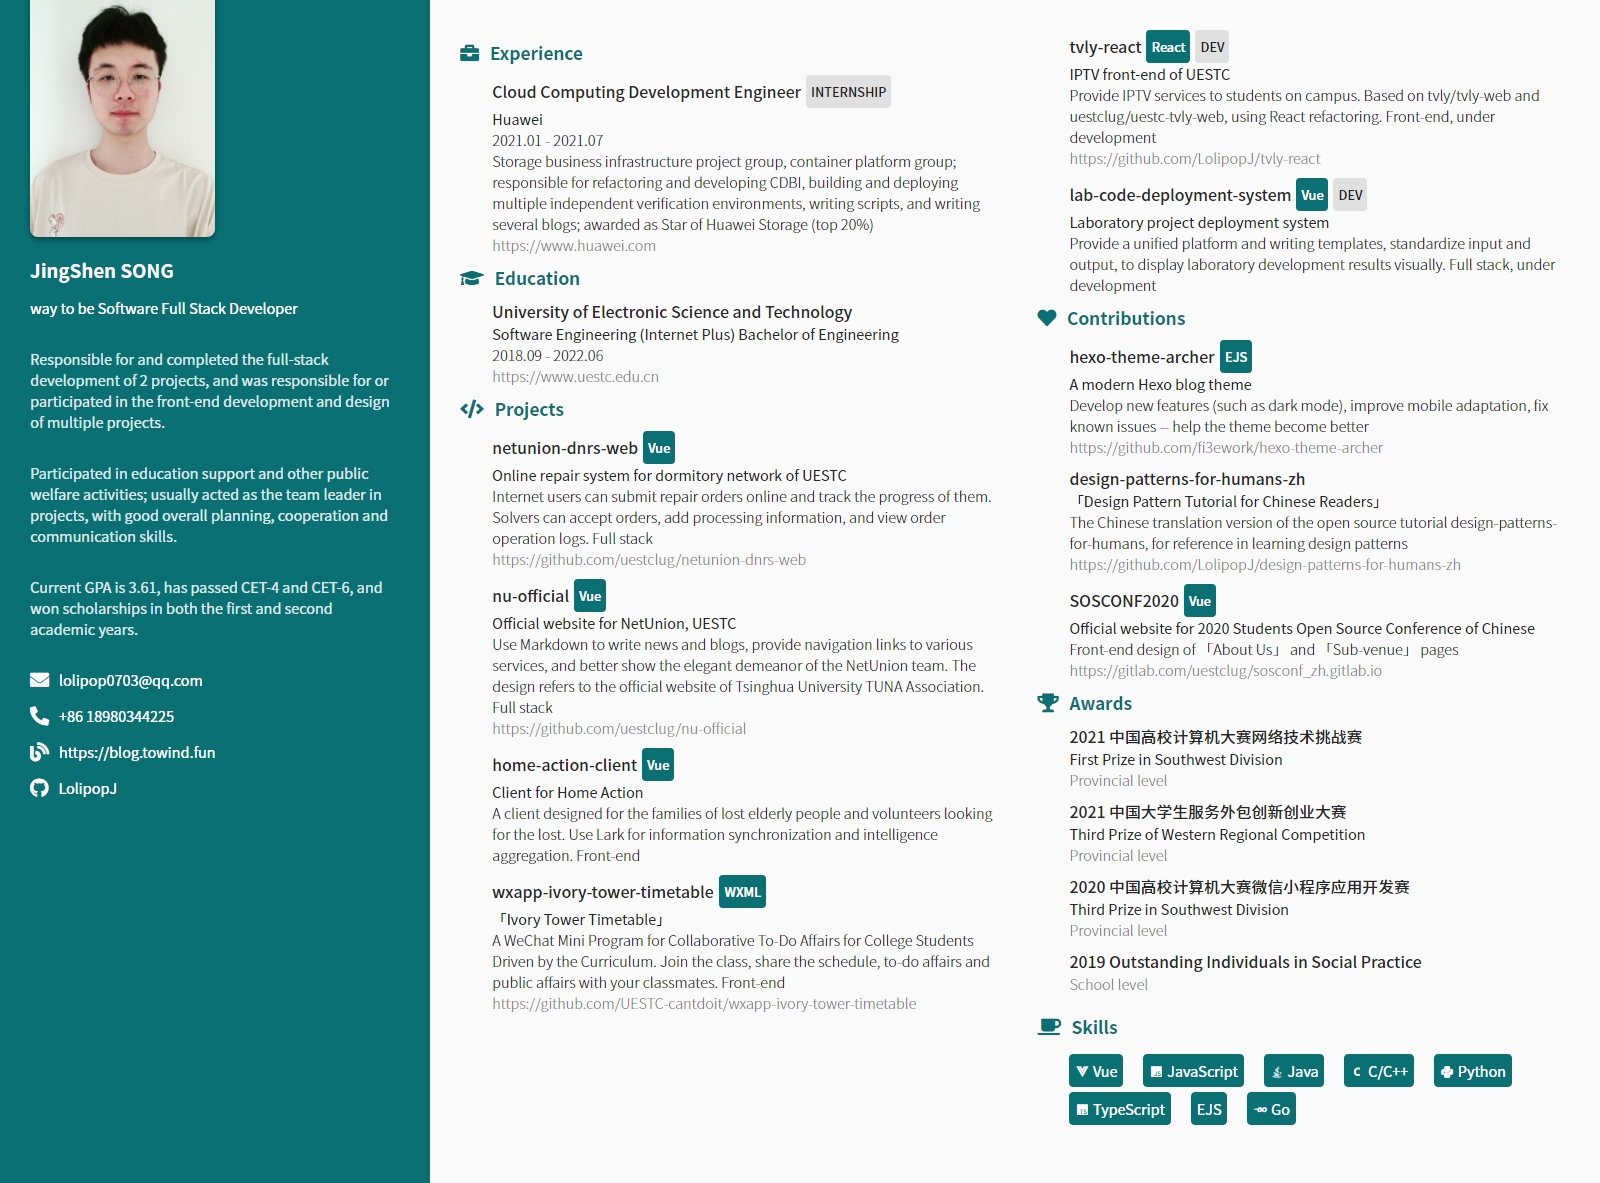 JingShen SONG
way to be Software Full Stack Developer
Responsible for and completed the full-stack
development of 2 projects, and was responsible for or
participated in the front-end development and design
of multiple projects.
Participated in education support and other public
welfare activities; usually acted as the team leader in
projects, with good overall planning, cooperation and
communication skills.
Current GPA is 3.61, has passed CET-4 and CET-6, and
won scholarships in both the first and second
academic years.
lolipop0703@qq.com
+86 18980344225
https://blog.towind.fun
LolipopJ
Experience
Cloud Computing Development Engineer INTERNSHIP
Huawei
2021.01 - 2021.07
Storage business infrastructure project group, container platform group;
responsible for refactoring and developing CDBI, building and deploying
multiple independent verification environments, writing scripts, and writing
several blogs; awarded as Star of Huawei Storage (top 20%)
https://www.huawei.com
Education
University of Electronic Science and Technology
Software Engineering (Internet Plus) Bachelor of Engineering
2018.09 - 2022.06
https://www.uestc.edu.cn
Projects
netunion-dnrs-web Vue
Online repair system for dormitory network of UESTC
Internet users can submit repair orders online and track the progress of them.
Solvers can accept orders, add processing information, and view order
operation logs. Full stack
https://github.com/uestclug/netunion-dnrs-web
nu-official Vue
Official website for NetUnion, UESTC
Use Markdown to write news and blogs, provide navigation links to various
services, and better show the elegant demeanor of the NetUnion team. The
design refers to the official website of Tsinghua University TUNA Association.
Full stack
https://github.com/uestclug/nu-official
home-action-client Vue
Client for Home Action
A client designed for the families of lost elderly people and volunteers looking
for the lost. Use Lark for information synchronization and intelligence
aggregation. Front-end
wxapp-ivory-tower-timetable WXML
「Ivory Tower Timetable」
A WeChat Mini Program for Collaborative To-Do Affairs for College Students
Driven by the Curriculum. Join the class, share the schedule, to-do affairs and
public affairs with your classmates. Front-end
https://github.com/UESTC-cantdoit/wxapp-ivory-tower-timetable
tvly-react React DEV
IPTV front-end of UESTC
Provide IPTV services to students on campus. Based on tvly/tvly-web and
uestclug/uestc-tvly-web, using React refactoring. Front-end, under
development
https://github.com/LolipopJ/tvly-react
lab-code-deployment-system Vue DEV
Laboratory project deployment system
Provide a unified platform and writing templates, standardize input and
output, to display laboratory development results visually. Full stack, under
development
Contributions
hexo-theme-archer EJS
A modern Hexo blog theme
Develop new features (such as dark mode), improve mobile adaptation, fix
known issues -- help the theme become better
https://github.com/fi3ework/hexo-theme-archer
design-patterns-for-humans-zh
「Design Pattern Tutorial for Chinese Readers」
The Chinese translation version of the open source tutorial design-patterns-
for-humans, for reference in learning design patterns
https://github.com/LolipopJ/design-patterns-for-humans-zh
SOSCONF2020 Vue
Official website for 2020 Students Open Source Conference of Chinese
Front-end design of 「About Us」 and 「Sub-venue」 pages
https://gitlab.com/uestclug/sosconf_zh.gitlab.io
Awards
2021 中国高校计算机大赛网络技术挑战赛
First Prize in Southwest Division
Provincial level
2021 中国大学生服务外包创新创业大赛
Third Prize of Western Regional Competition
Provincial level
2020 中国高校计算机大赛微信小程序应用开发赛
Third Prize in Southwest Division
Provincial level
2019 Outstanding Individuals in Social Practice
School level
Skills
Vue JavaScript Java C/C++ Python
TypeScript EJS Go